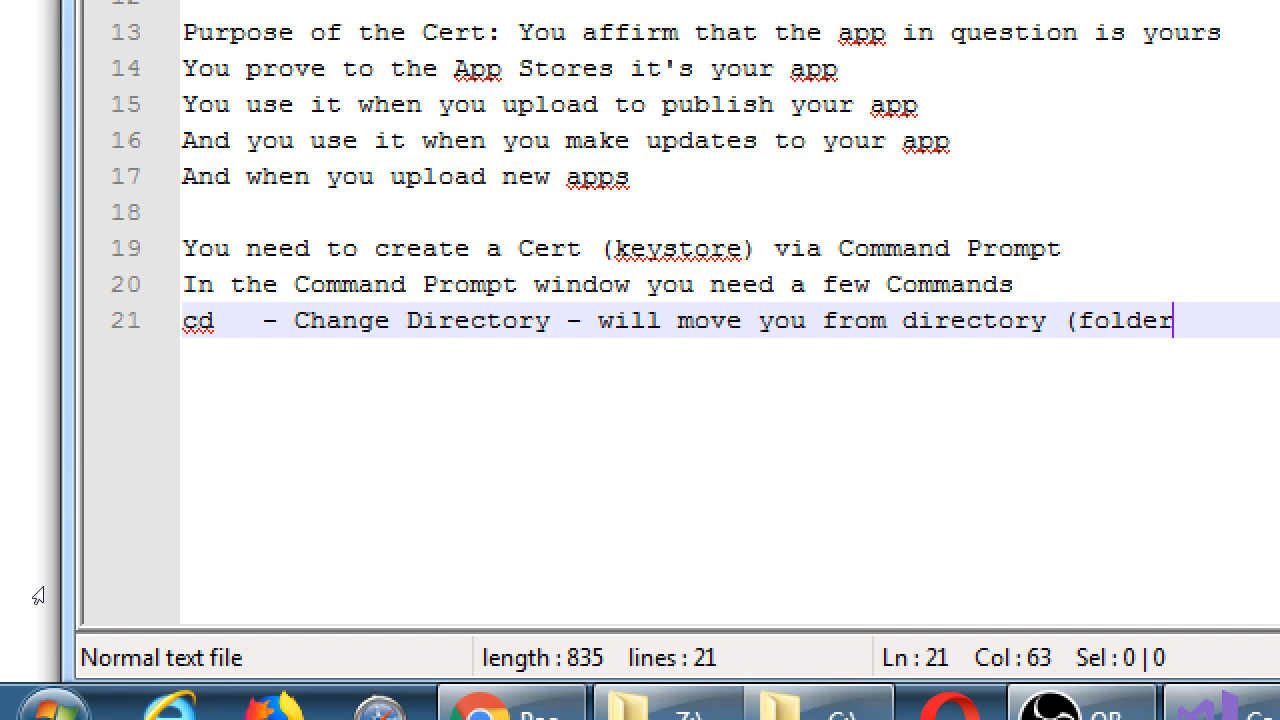 13 Purpose of the Cert: You affirm that the app in question is yours
14 You prove to the App Stores it's your app
15 You use it when you upload to publish your app
16 And you use it when you make updates to your app
17 And when you upload new apps
18
19 You need to create a Cert (keystore) via Command Prompt
20 In the Command Prompt window you need a few Commands
21 cd   - Change Directory - will move you from directory (folder
Normal text file length : 835 lines : 21 Ln : 21 Col : 63 Sel : 0 | 0